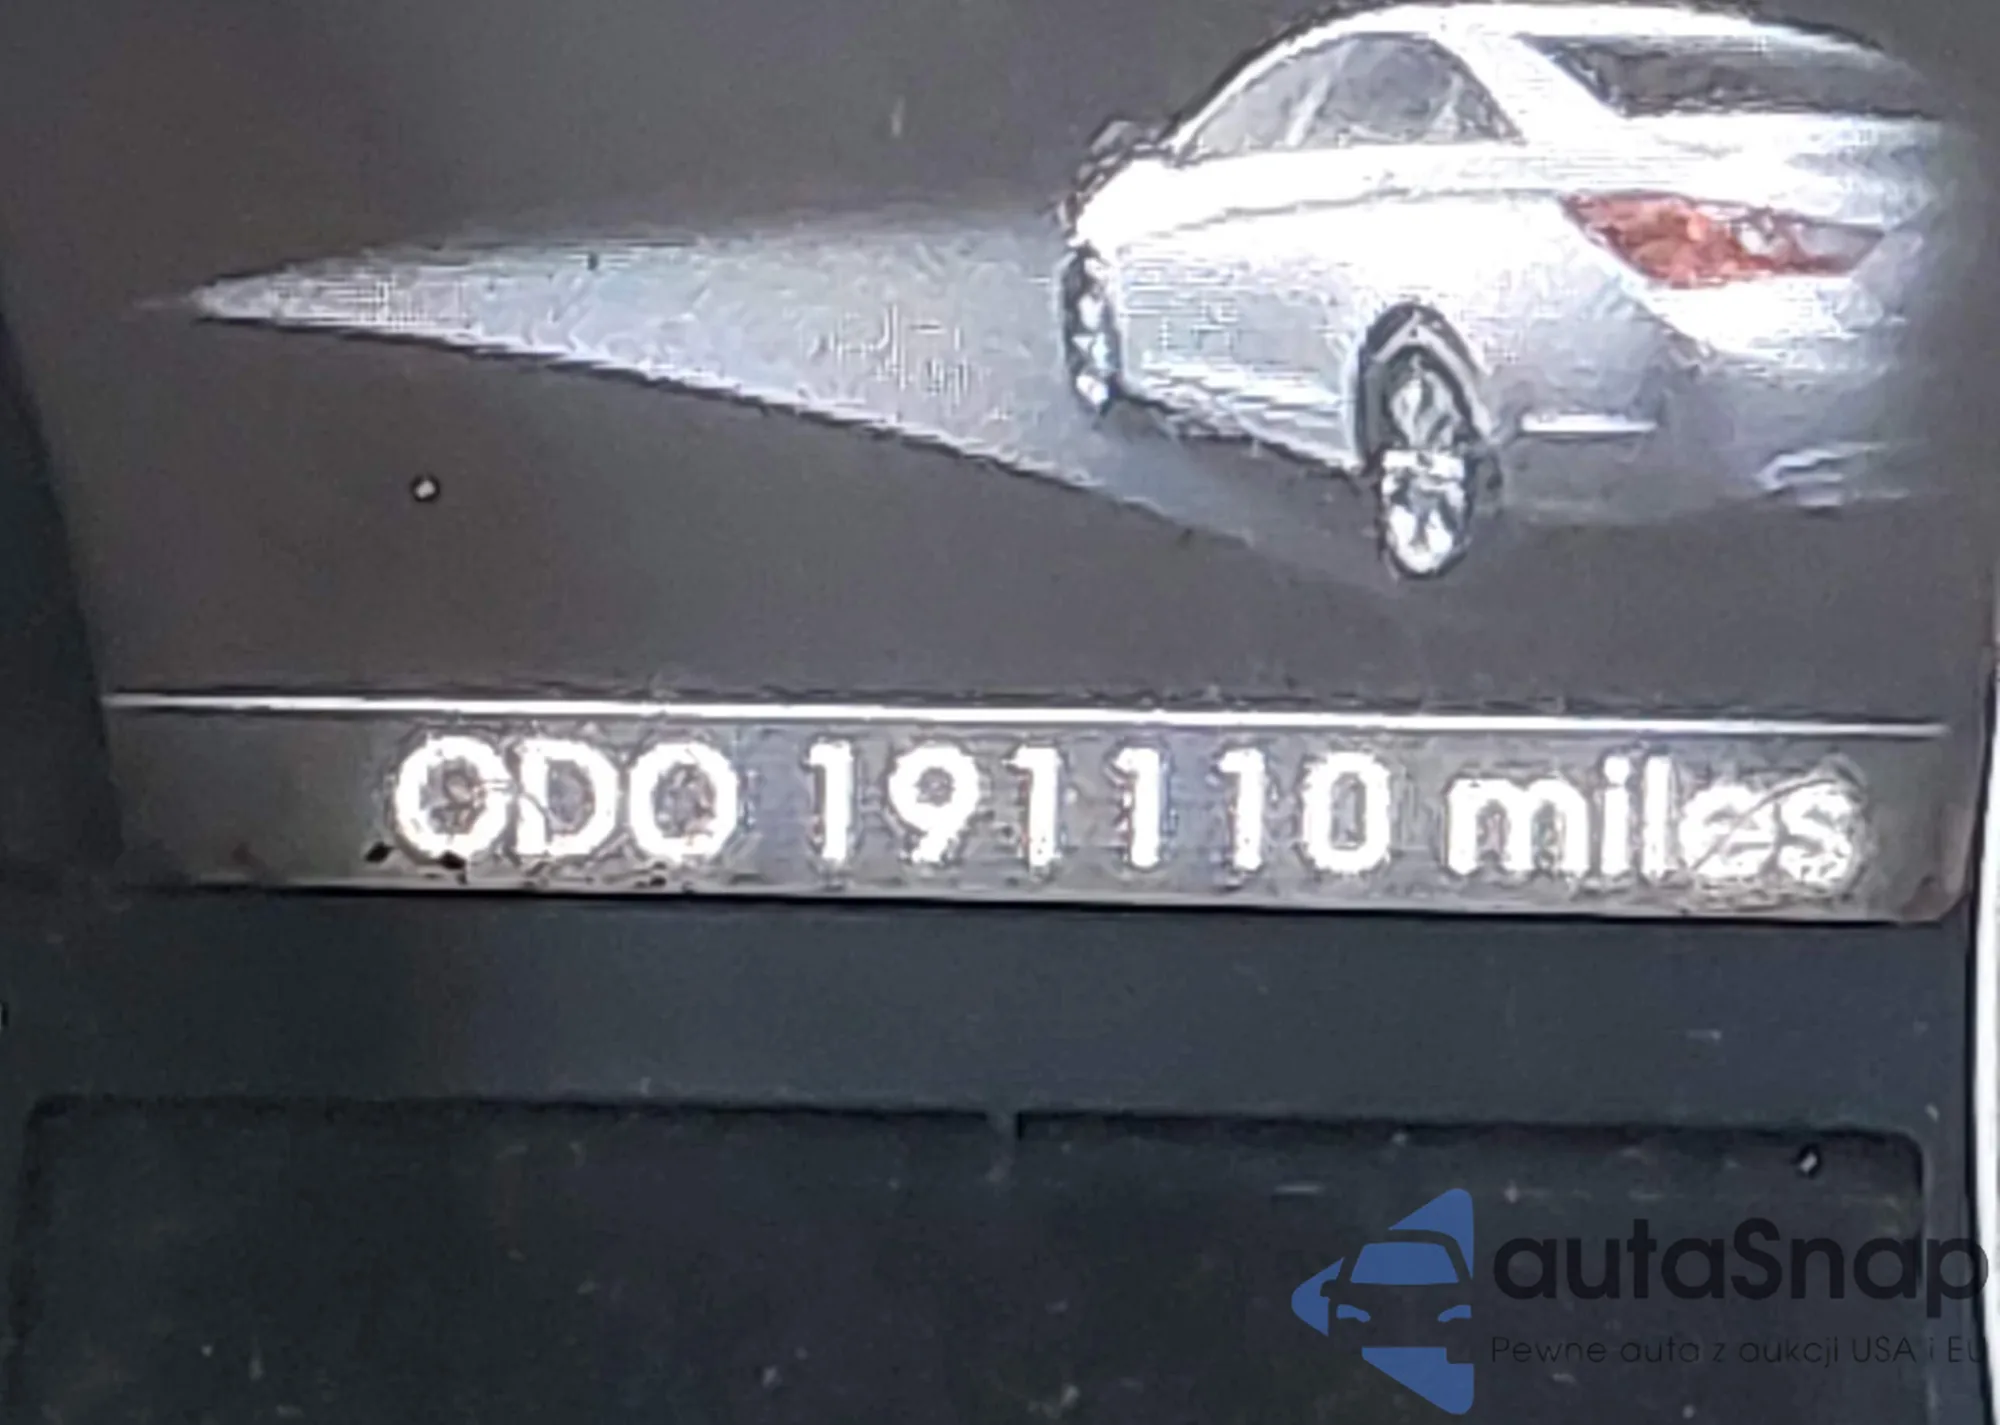 ODO 191110 miles
autaSnap
Pewne auta z aukcji USA i EU